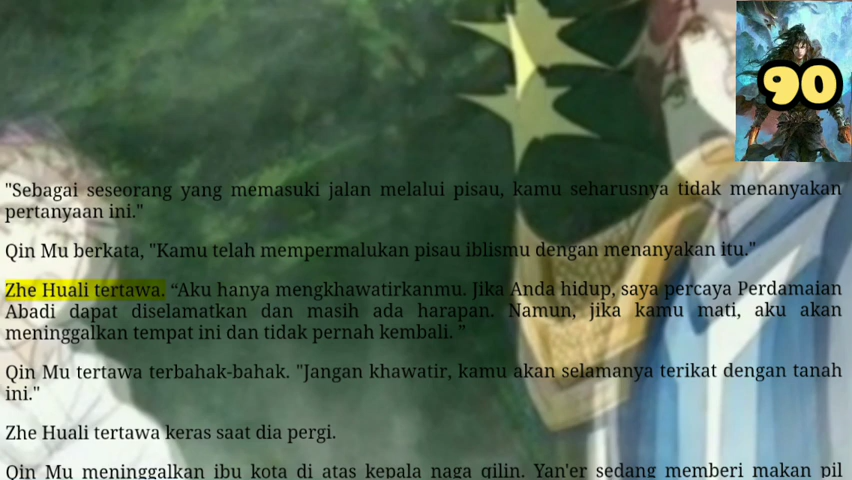 90
"Sebagai seseorang yang memasuki jalan melalui pisau, kamu seharusnya tidak menanyakan
pertanyaan ini."
Qin Mu berkata, "Kamu telah mempermalukan pisau iblismu dengan menanyakan itu."
Zhe Huali tertawa. “Aku hanya mengkhawatirkanmu. Jika Anda hidup, saya percaya Perdamaian
Abadi dapat diselamatkan dan masih ada harapan. Namun, jika kamu mati, aku akan
meninggalkan tempat ini dan tidak pernah kembali. ”
Qin Mu tertawa terbahak-bahak. "Jangan khawatir, kamu akan selamanya terikat dengan tanah
ini."
Zhe Huali tertawa keras saat dia pergi.
Qin Mu meninggalkan ibu kota di atas kepala naga qilin. Yan'er sedang memberi makan pil